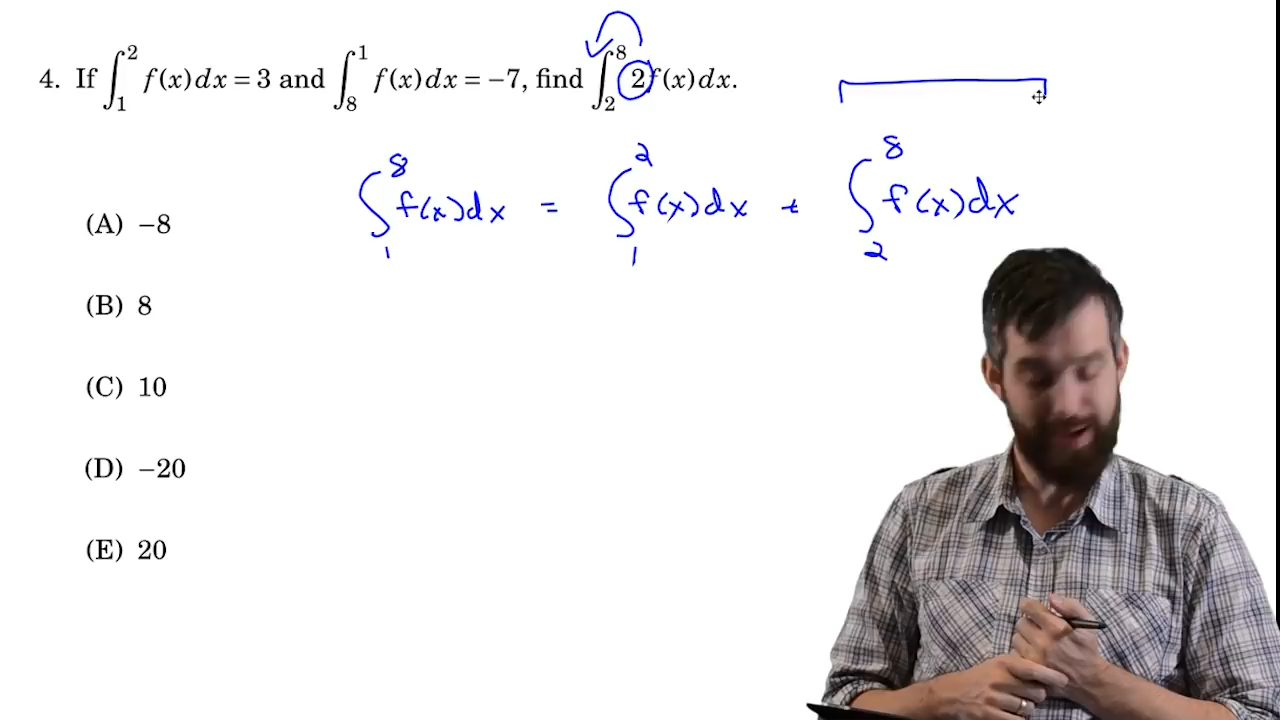 4. If ∫₁² f(x) dx = 3 and ∫₈¹ f(x) dx = −7, find ∫₂⁸ 2f(x) dx.
∫₁⁸ f(x)dx = ∫₁² f(x)dx + ∫₂⁸ f(x)dx
(A) −8
(B) 8
(C) 10
(D) −20
(E) 20